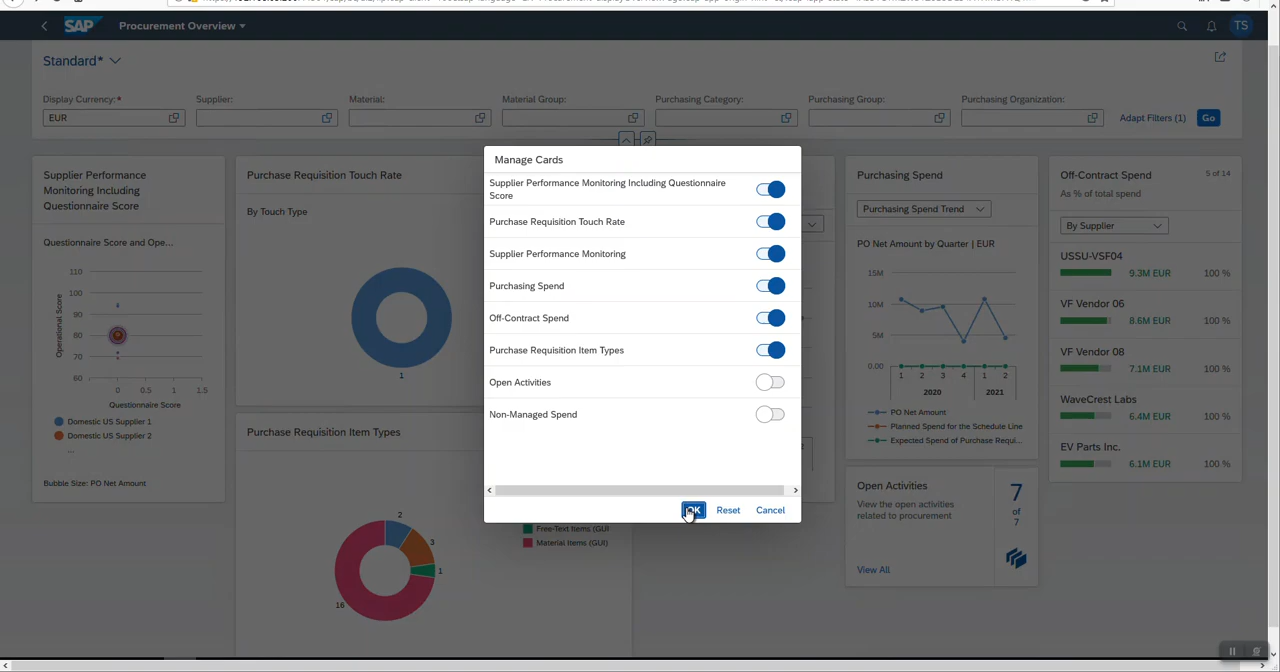 SAP
Procurement Overview
TS
Standard*
Display Currency:*
Supplier:
Material:
Material Group:
Purchasing Category:
Purchasing Group:
Purchasing Organization:
EUR
Adapt Filters (1)
Go
Supplier Performance
Monitoring Including
Questionnaire Score
Questionnaire Score and Ope...
Operational Score
110
100
90
80
70
60
0
0.5
1
1.5
Questionnaire Score
Domestic US Supplier 1
Domestic US Supplier 2
...
Bubble Size: PO Net Amount
Purchase Requisition Touch Rate
By Touch Type
1
Purchase Requisition Item Types
2
3
1
16
Free-Text Items (GUI
Material Items (GUI)
Manage Cards
Supplier Performance Monitoring Including Questionnaire
Score
Purchase Requisition Touch Rate
Supplier Performance Monitoring
Purchasing Spend
Off-Contract Spend
Purchase Requisition Item Types
Open Activities
Non-Managed Spend
OK
Reset
Cancel
Purchasing Spend
Purchasing Spend Trend
PO Net Amount by Quarter | EUR
15M
10M
5M
0.00
1 2 3 4 1 2
2020 2021
PO Net Amount
Planned Spend for the Schedule Line
Expected Spend of Purchase Requi...
Open Activities
View the open activities
related to procurement
7
of
7
View All
Off-Contract Spend
5 of 14
As % of total spend
By Supplier
USSU-VSF04
9.3M EUR 100 %
VF Vendor 06
8.6M EUR 100 %
VF Vendor 08
7.1M EUR 100 %
WaveCrest Labs
6.4M EUR 100 %
EV Parts Inc.
6.1M EUR 100 %